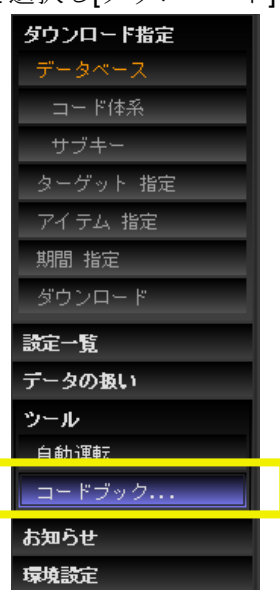 ダウンロード指定
データベース
コード体系
サブキー
ターゲット 指定
アイテム 指定
期間 指定
ダウンロード
設定一覧
データの扱い
ツール
自動運転
コードブック...
お知らせ
環境設定